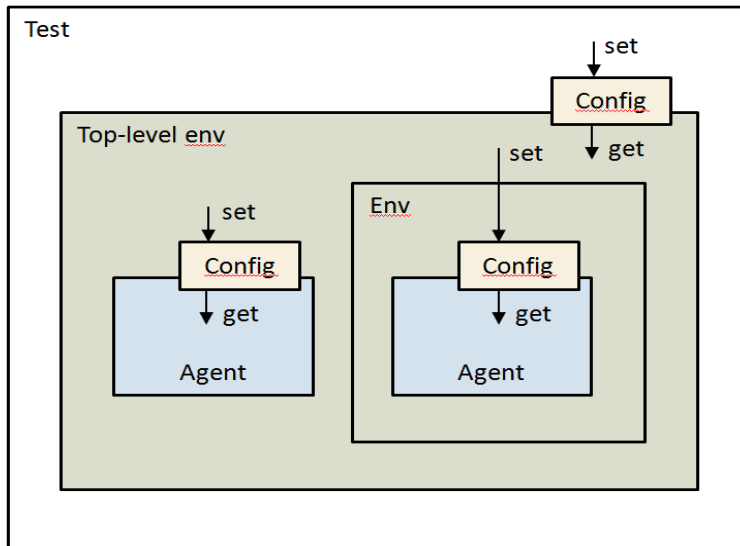 Test
set
Config
get
Top-level env
set
Env
set
Config
get
Agent
Config
get
Agent